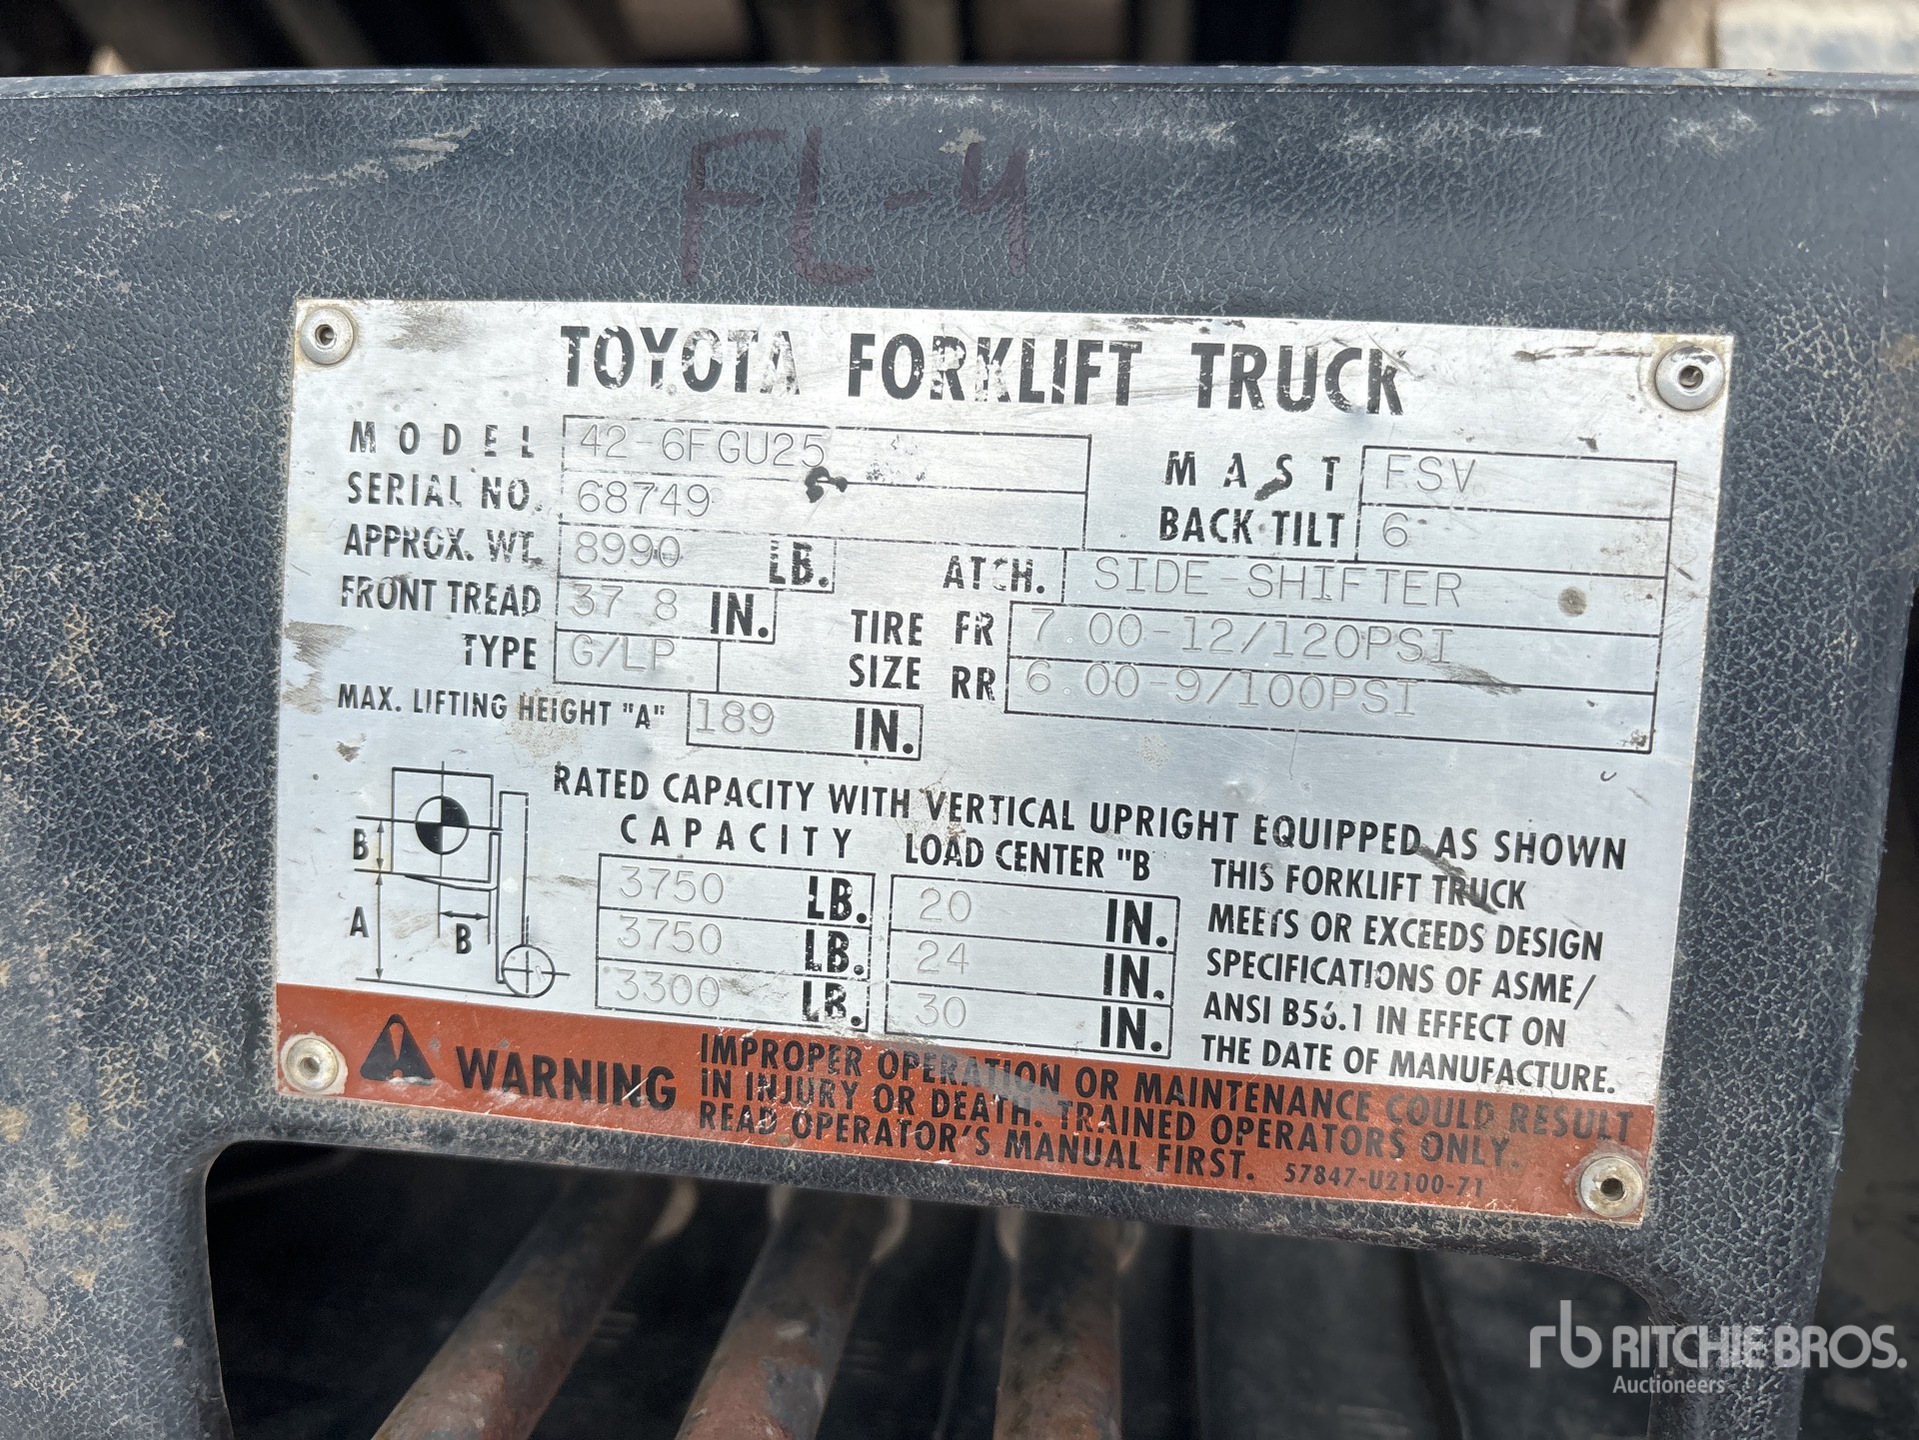 FL-4
TOYOTA FORKLIFT TRUCK
MODEL 42-6FGU25
SERIAL NO. 68749
APPROX. WT. 8990 LB.
FRONT TREAD 37.8 IN.
TYPE G/LP
MAX. LIFTING HEIGHT "A" 189 IN.
MAST FSV
BACK TILT 6
ATCH. SIDE-SHIFTER
TIRE SIZE FR 7.00-12/120PSI
RR 6.00-9/100PSI
RATED CAPACITY WITH VERTICAL UPRIGHT EQUIPPED AS SHOWN
CAPACITY LOAD CENTER "B
3750 LB. 20 IN.
3750 LB. 24 IN.
3300 LB. 30 IN.
B
A
B
THIS FORKLIFT TRUCK
MEETS OR EXCEEDS DESIGN
SPECIFICATIONS OF ASME/
ANSI B56.1 IN EFFECT ON
THE DATE OF MANUFACTURE.
WARNING
IMPROPER OPERATION OR MAINTENANCE COULD RESULT
IN INJURY OR DEATH. TRAINED OPERATORS ONLY.
READ OPERATOR'S MANUAL FIRST. 57847-U2100-71
rb RITCHIE BROS.
Auctioneers